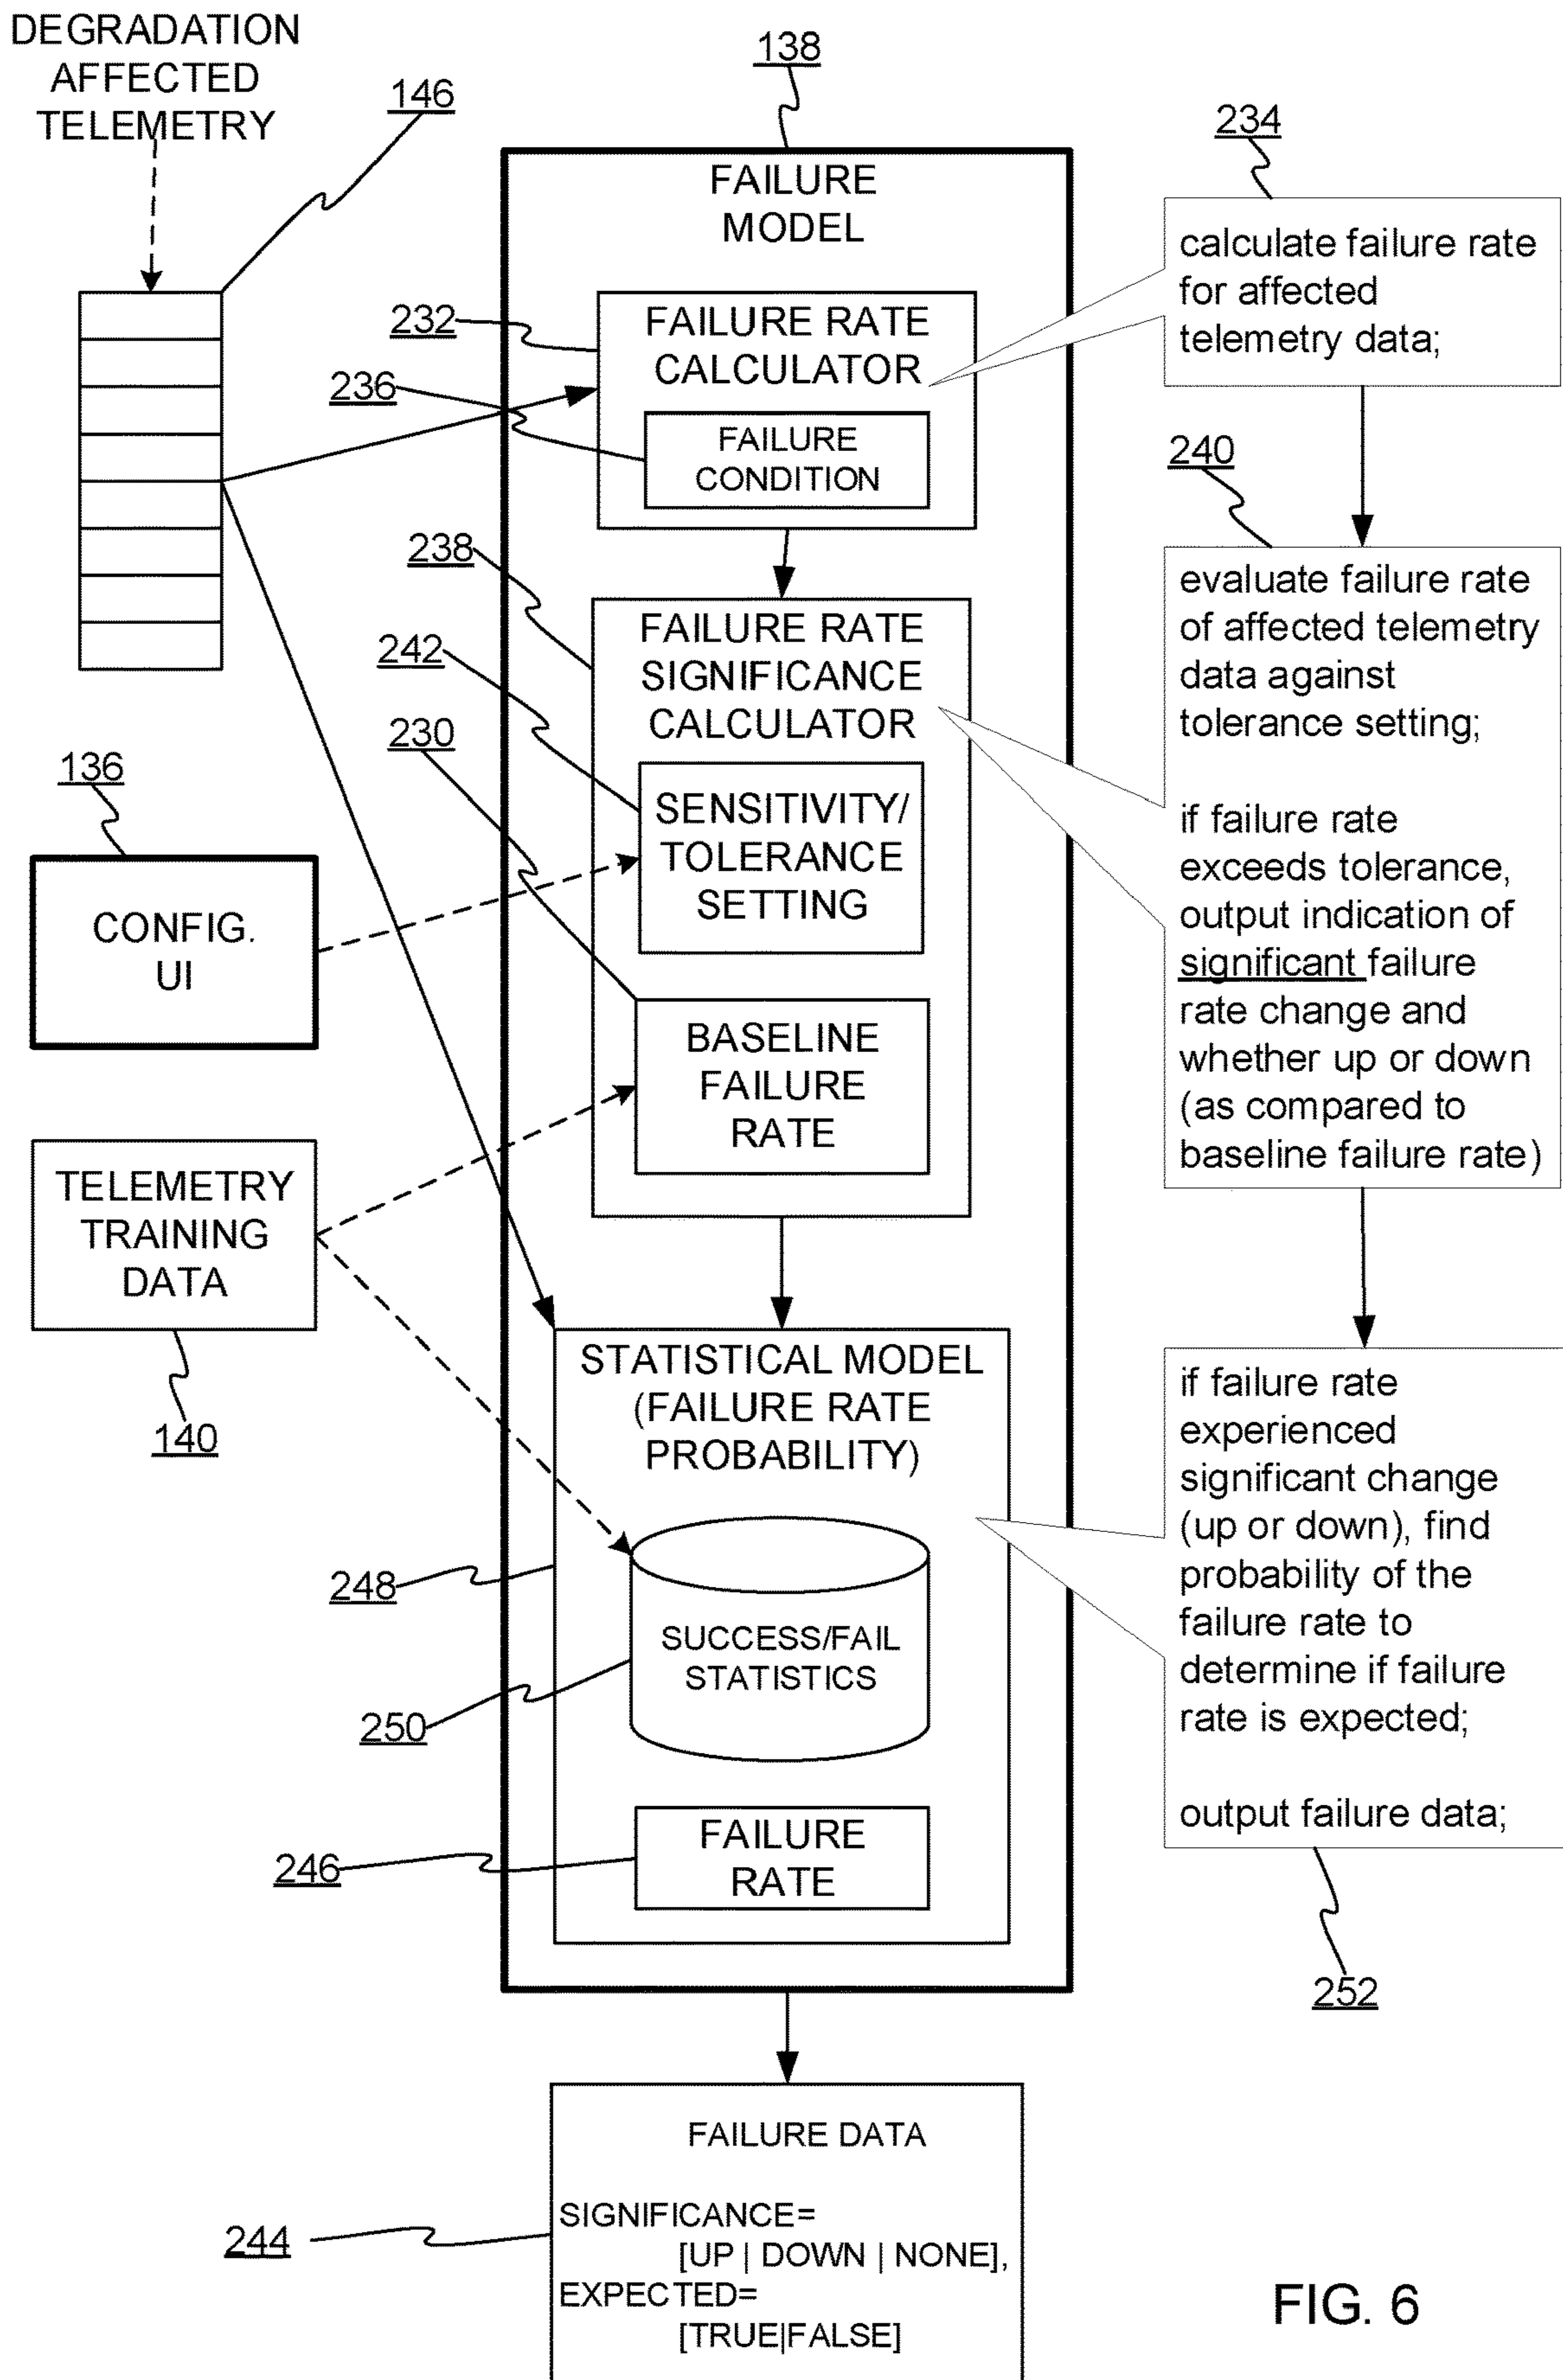 DEGRADATION
AFFECTED
TELEMETRY
146
138
FAILURE
MODEL
234
calculate failure rate
for affected
telemetry data;
232
FAILURE RATE
CALCULATOR
236
FAILURE
CONDITION
240
evaluate failure rate
of affected telemetry
data against
tolerance setting;
if failure rate
exceeds tolerance,
output indication of
significant failure
rate change and
whether up or down
(as compared to
baseline failure rate)
238
FAILURE RATE
SIGNIFICANCE
CALCULATOR
242
SENSITIVITY/
TOLERANCE
SETTING
230
BASELINE
FAILURE
RATE
136
CONFIG.
UI
TELEMETRY
TRAINING
DATA
140
STATISTICAL MODEL
(FAILURE RATE
PROBABILITY)
248
SUCCESS/FAIL
STATISTICS
250
246
FAILURE
RATE
if failure rate
experienced
significant change
(up or down), find
probability of the
failure rate to
determine if failure
rate is expected;
output failure data;
252
FAILURE DATA
SIGNIFICANCE=
[UP | DOWN | NONE],
EXPECTED=
[TRUE|FALSE]
244
FIG. 6